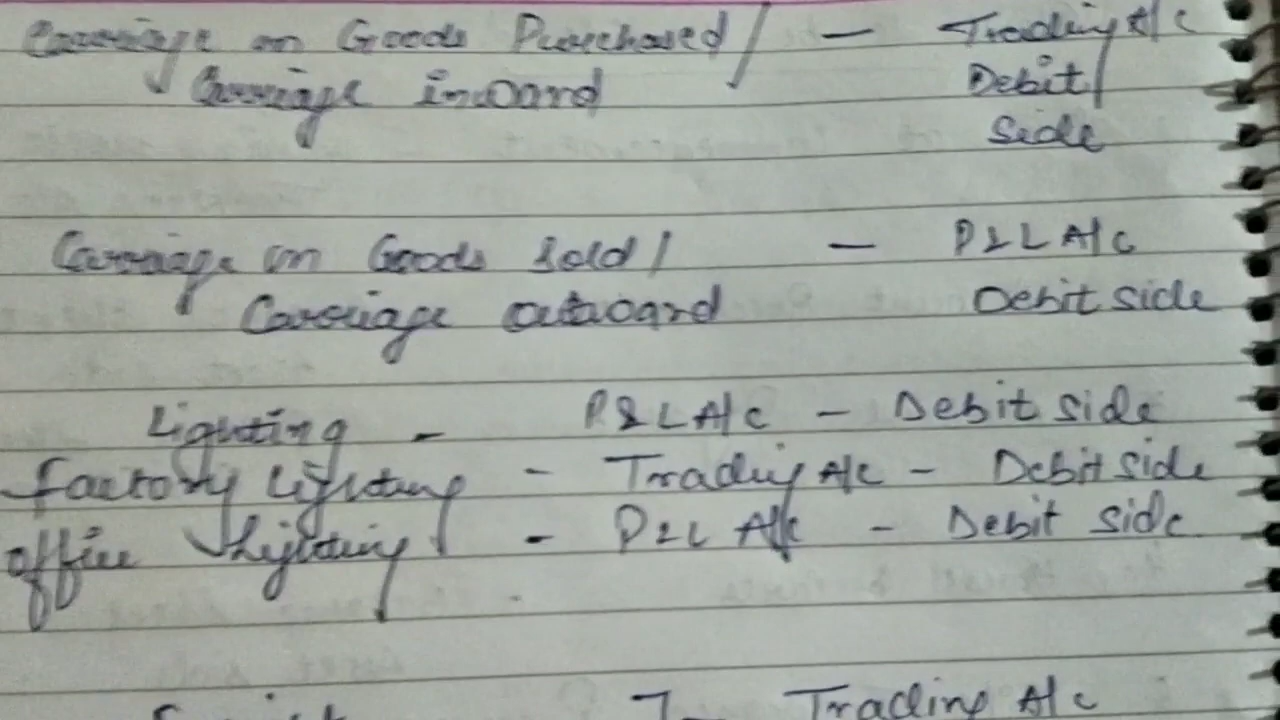 Carriage on Goods Purchased / — Trading A/c
Carriage inward Debit
Side
Carriage on Goods Sold / — P&L A/c
Carriage outward Debit side
Lighting - P&L A/c - Debit side
factory Lighting - Trading A/c - Debit side
office Lighting - P&L A/c - Debit side
Trading A/c